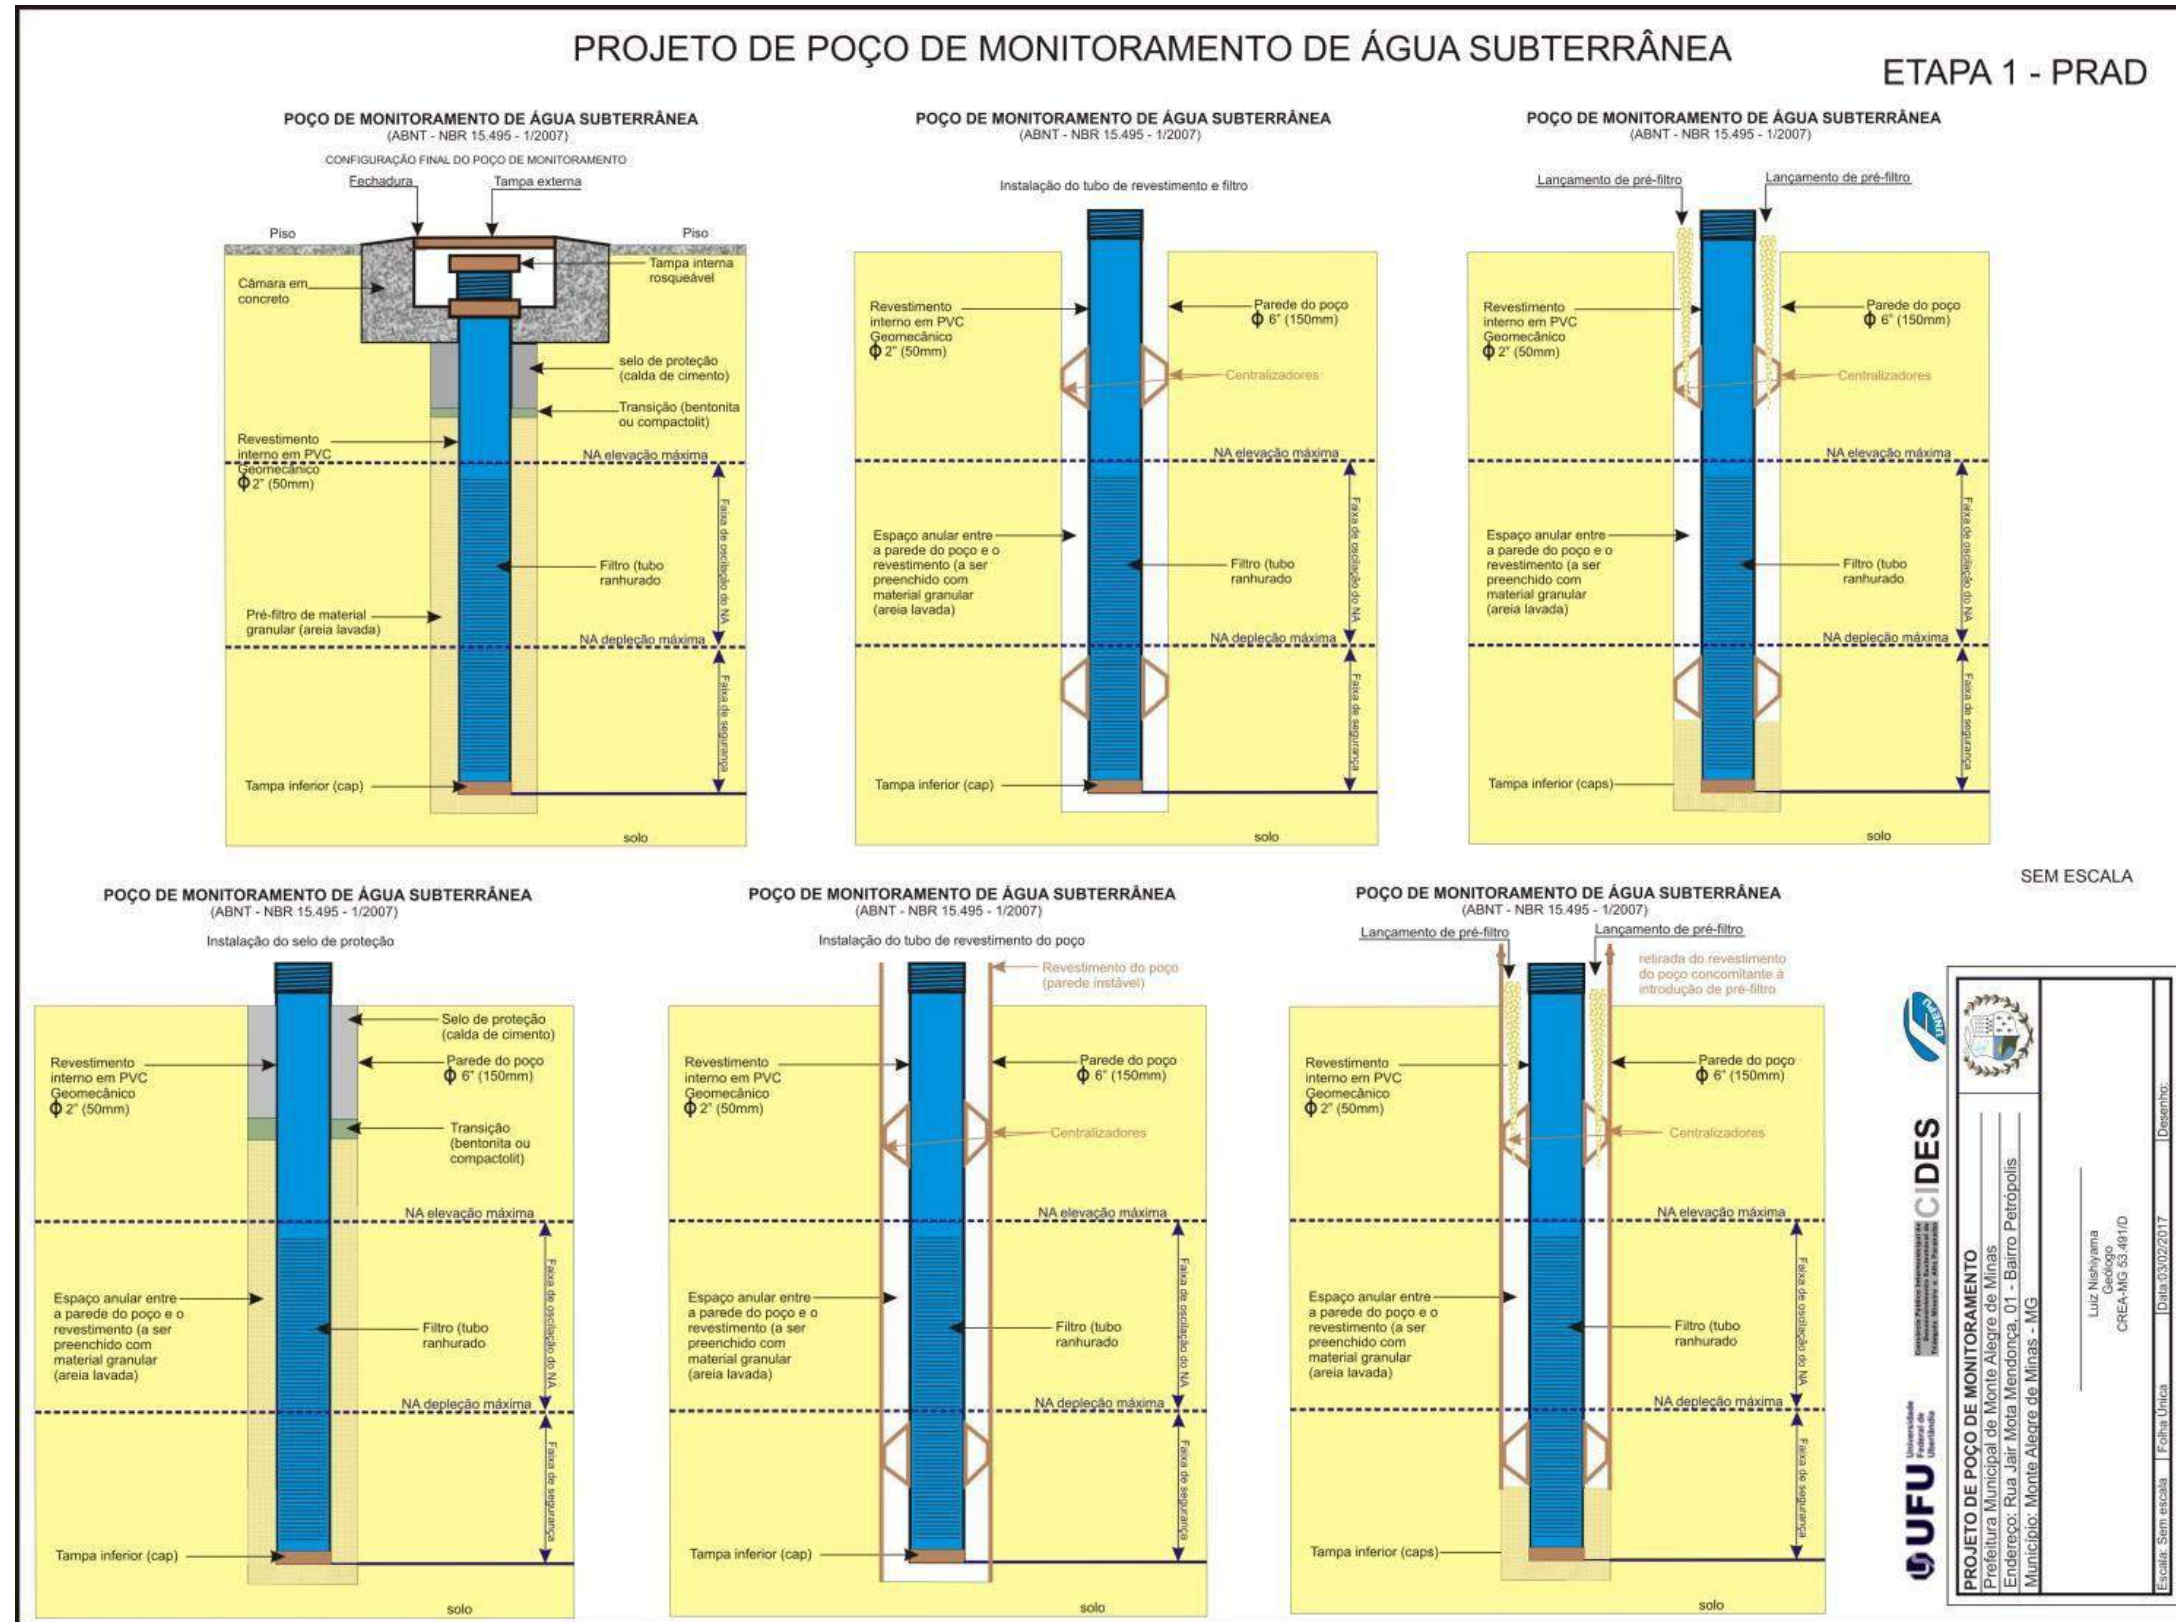 PROJETO DE POÇO DE MONITORAMENTO DE ÁGUA SUBTERRÂNEA
ETAPA 1 - PRAD
POÇO DE MONITORAMENTO DE ÁGUA SUBTERRÂNEA
(ABNT - NBR 15.495 - 1/2007)
CONFIGURAÇÃO FINAL DO POÇO DE MONITORAMENTO
Fechadura
Tampa externa
Piso
Piso
Tampa interna
rosqueável
Câmara em
concreto
selo de proteção
(calda de cimento)
Transição (bentonita
ou compactolit)
Revestimento
interno em PVC
Geomecânico
ϕ 2" (50mm)
NA elevação máxima
Faixa de oscilação do NA
Filtro (tubo
ranhurado
Pré-filtro de material
granular (areia lavada)
NA depleção máxima
Faixa de segurança
Tampa inferior (cap)
solo
POÇO DE MONITORAMENTO DE ÁGUA SUBTERRÂNEA
(ABNT - NBR 15.495 - 1/2007)
Instalação do tubo de revestimento e filtro
Revestimento
interno em PVC
Geomecânico
ϕ 2" (50mm)
Parede do poço
ϕ 6" (150mm)
Centralizadores
NA elevação máxima
Faixa de oscilação do NA
Espaço anular entre
a parede do poço e o
revestimento (a ser
preenchido com
material granular
(areia lavada)
Filtro (tubo
ranhurado
NA depleção máxima
Faixa de segurança
Tampa inferior (cap)
solo
POÇO DE MONITORAMENTO DE ÁGUA SUBTERRÂNEA
(ABNT - NBR 15.495 - 1/2007)
Lançamento de pré-filtro
Lançamento de pré-filtro
Revestimento
interno em PVC
Geomecânico
ϕ 2" (50mm)
Parede do poço
ϕ 6" (150mm)
Centralizadores
NA elevação máxima
Faixa de oscilação do NA
Espaço anular entre
a parede do poço e o
revestimento (a ser
preenchido com
material granular
(areia lavada)
Filtro (tubo
ranhurado
NA depleção máxima
Faixa de segurança
Tampa inferior (caps)
solo
SEM ESCALA
POÇO DE MONITORAMENTO DE ÁGUA SUBTERRÂNEA
(ABNT - NBR 15.495 - 1/2007)
Instalação do selo de proteção
Selo de proteção
(calda de cimento)
Revestimento
interno em PVC
Geomecânico
ϕ 2" (50mm)
Parede do poço
ϕ 6" (150mm)
Transição
(bentonita ou
compactolit)
NA elevação máxima
Faixa de oscilação do NA
Espaço anular entre
a parede do poço e o
revestimento (a ser
preenchido com
material granular
(areia lavada)
Filtro (tubo
ranhurado
NA depleção máxima
Faixa de segurança
Tampa inferior (cap)
solo
POÇO DE MONITORAMENTO DE ÁGUA SUBTERRÂNEA
(ABNT - NBR 15.495 - 1/2007)
Instalação do tubo de revestimento do poço
Revestimento do poço
(parede instável)
Revestimento
interno em PVC
Geomecânico
ϕ 2" (50mm)
Parede do poço
ϕ 6" (150mm)
Centralizadores
NA elevação máxima
Faixa de oscilação do NA
Espaço anular entre
a parede do poço e o
revestimento (a ser
preenchido com
material granular
(areia lavada)
Filtro (tubo
ranhurado
NA depleção máxima
Faixa de segurança
Tampa inferior (cap)
solo
POÇO DE MONITORAMENTO DE ÁGUA SUBTERRÂNEA
(ABNT - NBR 15.495 - 1/2007)
Lançamento de pré-filtro
Lançamento de pré-filtro
retirada do revestimento
do poço concomitante à
introdução de pré-filtro
Revestimento
interno em PVC
Geomecânico
ϕ 2" (50mm)
Parede do poço
ϕ 6" (150mm)
Centralizadores
NA elevação máxima
Faixa de oscilação do NA
Espaço anular entre
a parede do poço e o
revestimento (a ser
preenchido com
material granular
(areia lavada)
Filtro (tubo
ranhurado
NA depleção máxima
Faixa de segurança
Tampa inferior (caps)
solo
UFU Universidade
Federal de
Uberlândia
Consórcio Público Intermunicipal de
Desenvolvimento Sustentável do
Triângulo Mineiro e Alto Paranaíba
CIDES
PROJETO DE POÇO DE MONITORAMENTO
Prefeitura Municipal de Monte Alegre de Minas
Endereço: Rua Jair Mota Mendonça, 01 - Bairro Petrópolis
Município: Monte Alegre de Minas - MG
Luiz Nishiyama
Geólogo
CREA-MG 53.491/D
Escala: Sem escala
Folha Única
Data:03/02/2017
Desenho: